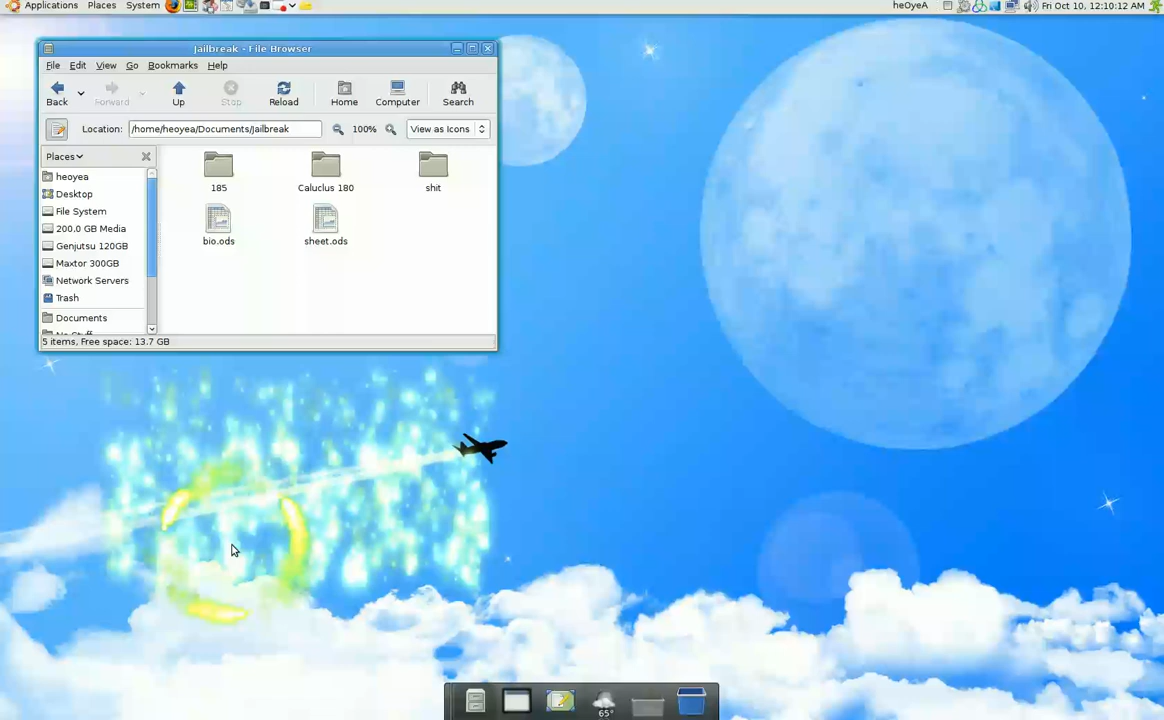 Applications Places System heOyeA Fri Oct 10, 12:10:12 AM
Jailbreak - File Browser
File Edit View Go Bookmarks Help
Back Forward Up Stop Reload Home Computer Search
Location: /home/heoyea/Documents/Jailbreak 100% View as Icons
Places
heoyea
Desktop
File System
200.0 GB Media
Genjutsu 120GB
Maxtor 300GB
Network Servers
Trash
Documents
185 Caluclus 180 shit
bio.ods sheet.ods
5 items, Free space: 13.7 GB
65°